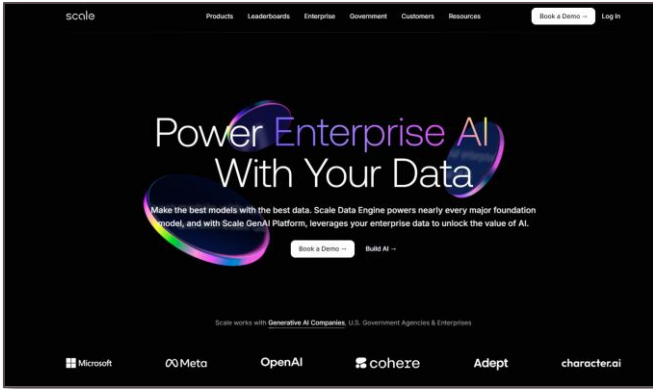 scale
Products Leaderboards Enterprise Government Customers Resources
Book a Demo → Log In
Power Enterprise AI
With Your Data
Make the best models with the best data. Scale Data Engine powers nearly every major foundation
model, and with Scale GenAI Platform, leverages your enterprise data to unlock the value of AI.
Book a Demo → Build AI →
Scale works with Generative AI Companies, U.S. Government Agencies & Enterprises
Microsoft Meta OpenAI cohere Adept character.ai